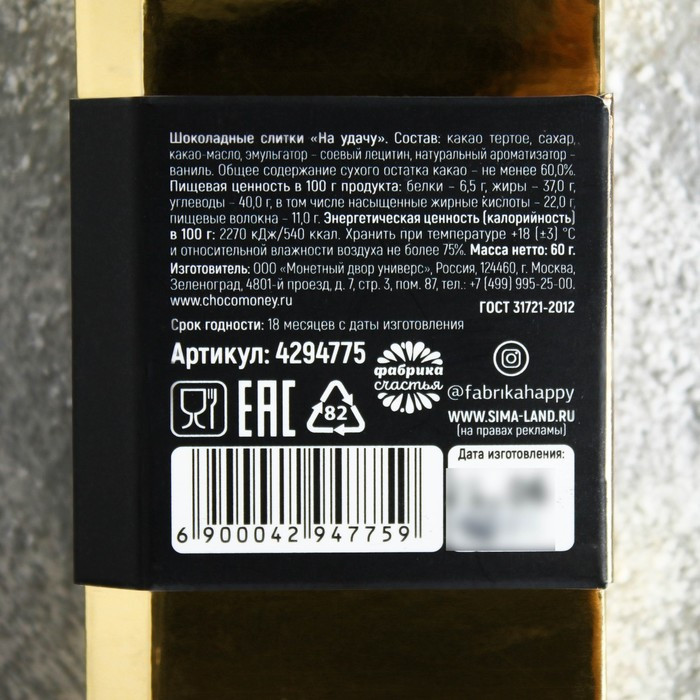 Шоколадные слитки «На удачу». Состав: какао тертое, сахар,
какао-масло, эмульгатор – соевый лецитин, натуральный ароматизатор –
ваниль. Общее содержание сухого остатка какао – не менее 60,0%.
Пищевая ценность в 100 г продукта: белки – 6,5 г, жиры – 37,0 г,
углеводы – 40,0 г, в том числе насыщенные жирные кислоты – 22,0 г,
пищевые волокна – 11,0 г. Энергетическая ценность (калорийность)
в 100 г: 2270 кДж/540 ккал. Хранить при температуре +18 (±3) °С
и относительной влажности воздуха не более 75%. Масса нетто: 60 г.
Изготовитель: ООО «Монетный двор универс», Россия, 124460, г. Москва,
Зеленоград, 4801-й проезд, д. 7, стр. 3, пом. 87, тел.: +7 (499) 995-25-00.
www.chocomoney.ru
ГОСТ 31721-2012
Срок годности: 18 месяцев с даты изготовления
Артикул: 4294775
фабрика
счастья
@fabrikahappy
WWW.SIMA-LAND.RU
(на правах рекламы)
EAC
82
Дата изготовления:
6 900042 947759